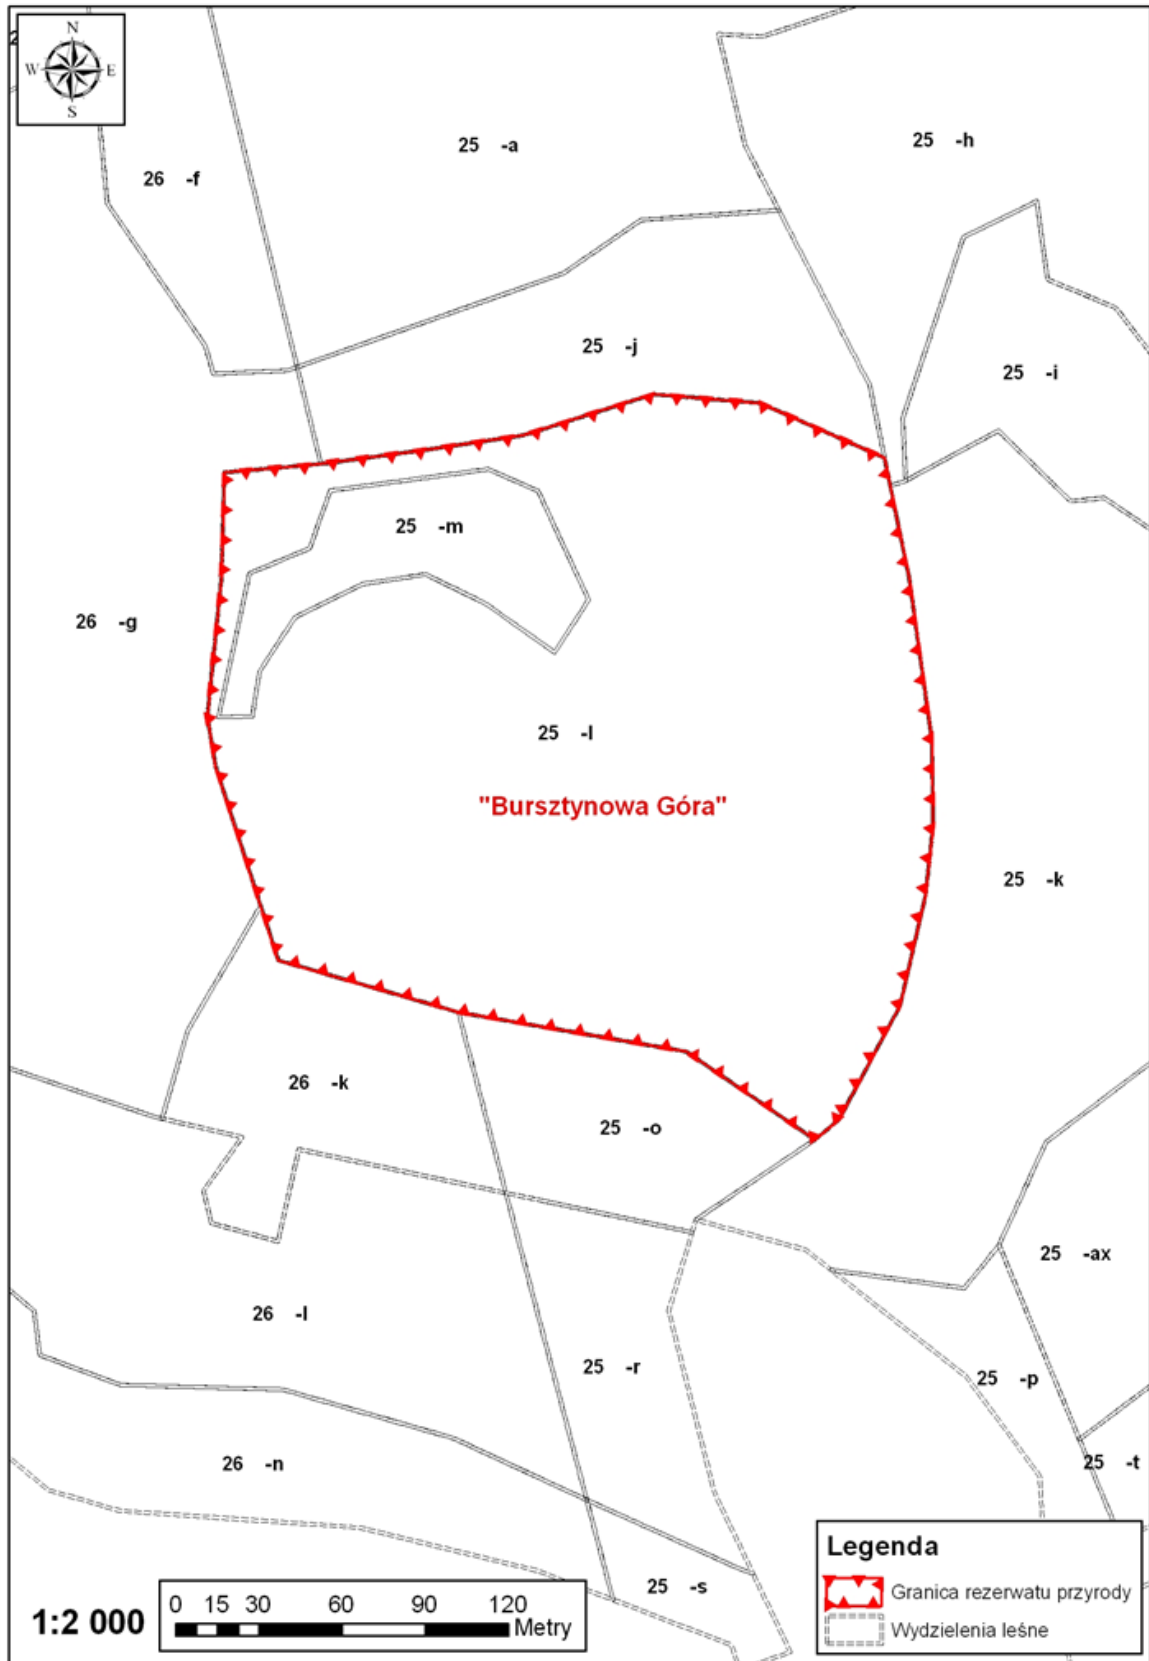 2
N
W E
S
25 -a
25 -h
26 -f
25 -j
25 -i
25 -m
26 -g
25 -l
"Bursztynowa Góra"
25 -k
26 -k
25 -o
25 -ax
26 -l
25 -r
25 -p
26 -n
25 -t
25 -s
Legenda
Granica rezerwatu przyrody
Wydzielenia leśne
1:2 000
0 15 30 60 90 120
Metry